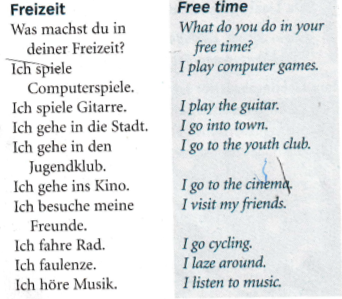 Freizeit
Was machst du in
deiner Freizeit?
Ich spiele
Computerspiele.
Ich spiele Gitarre.
Ich gehe in die Stadt.
Ich gehe in den
Jugendklub.
Ich gehe ins Kino.
Ich besuche meine
Freunde.
Ich fahre Rad.
Ich faulenze.
Ich höre Musik.
Free time
What do you do in your
free time?
I play computer games.
I play the guitar.
I go into town.
I go to the youth club.
I go to the cinema.
I visit my friends.
I go cycling.
I laze around.
I listen to music.